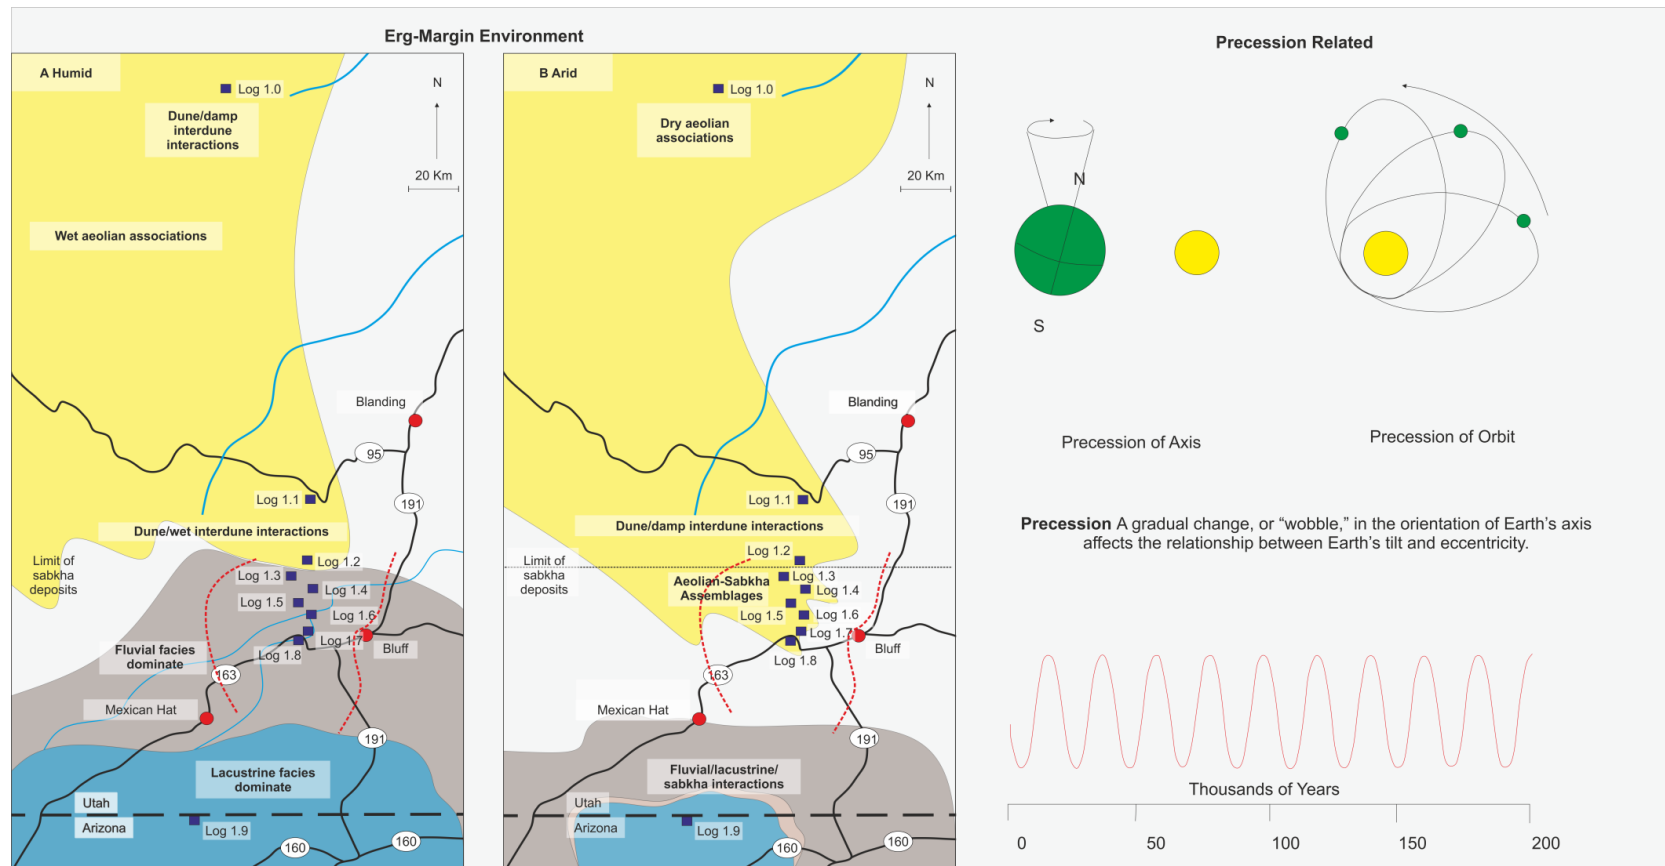 Erg-Margin Environment
A Humid
Log 1.0
N
Dune/damp
interdune
interactions
20 Km
Wet aeolian associations
Blanding
95
Log 1.1
191
Dune/wet interdune interactions
Limit of
sabkha
deposits
Log 1.2
Log 1.3
Log 1.4
Log 1.5
Log 1.6
Log 1.7
Bluff
Log 1.8
Fluvial facies
dominate
163
Mexican Hat
191
Lacustrine facies
dominate
Utah
Arizona
Log 1.9
160
160
B Arid
Log 1.0
N
Dry aeolian
associations
20 Km
Blanding
95
Log 1.1
191
Dune/damp interdune interactions
Limit of
sabkha
deposits
Log 1.2
Log 1.3
Aeolian-Sabkha
Assemblages
Log 1.4
Log 1.5
Log 1.6
Log 1.7
Bluff
Log 1.8
163
Mexican Hat
191
Fluvial/lacustrine/
sabkha interactions
Utah
Arizona
Log 1.9
160
160
Precession Related
N
S
Precession of Axis
Precession of Orbit
Precession A gradual change, or “wobble,” in the orientation of Earth’s axis
affects the relationship between Earth’s tilt and eccentricity.
Thousands of Years
0 50 100 150 200